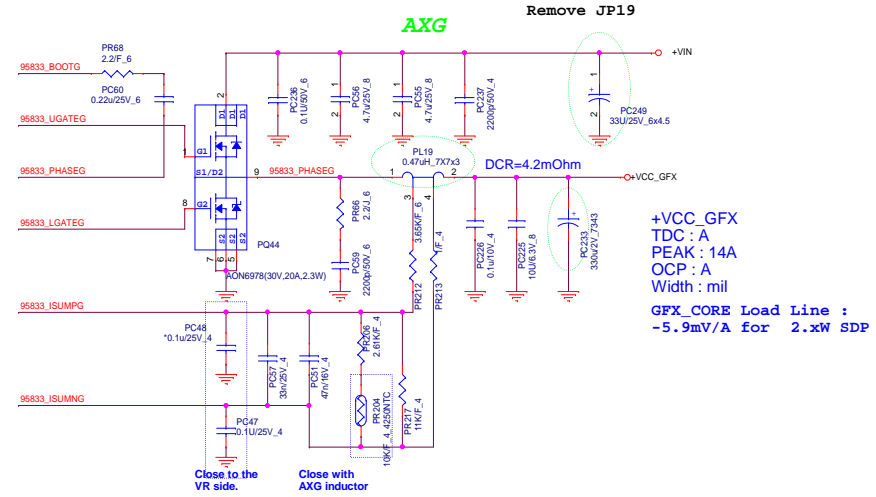 Remove JP19
AXG
PR68
2.2/F_6
95833_BOOTG
PC60
0.22u/25V_6
+VIN
2
D1 D1 D1
PC236
0.1U/50V_6
PC56
4.7u/25V_8
PC55
4.7u/25V_8
PC237
2200p/50V_4
1
+
2
PC249
33U/25V_6x4.5
95833_UGATEG
1
G1
PL19
0.47uH_7X7x3
DCR=4.2mOhm
95833_PHASEG
S1/D2
9
95833_PHASEG
1
2
+VCC_GFX
3
4
8
G2
95833_LGATEG
S2 S2 S2
7
6
5
PQ44
AON6978(30V,20A,2.3W)
PR66
2.2/J_6
PC59
2200p/50V_6
3.65K/F_6
PR212
1/F_4
PR213
PC226
0.1u/10V_4
PC225
10U/6.3V_8
+
PC233
330u/2V_7343
+VCC_GFX
TDC : A
PEAK : 14A
OCP : A
Width : mil
GFX_CORE Load Line :
-5.9mV/A for 2.xW SDP
95833_ISUMPG
PC48
*0.1u/25V_4
PC57
33n/25V_4
PC51
47n/16V_4
PR206
2.61K/F_4
PR204
10K/F_4_4250NTC
PR217
11K/F_4
95833_ISUMNG
PC47
0.1U/25V_4
Close to the
VR side.
Close with
AXG inductor